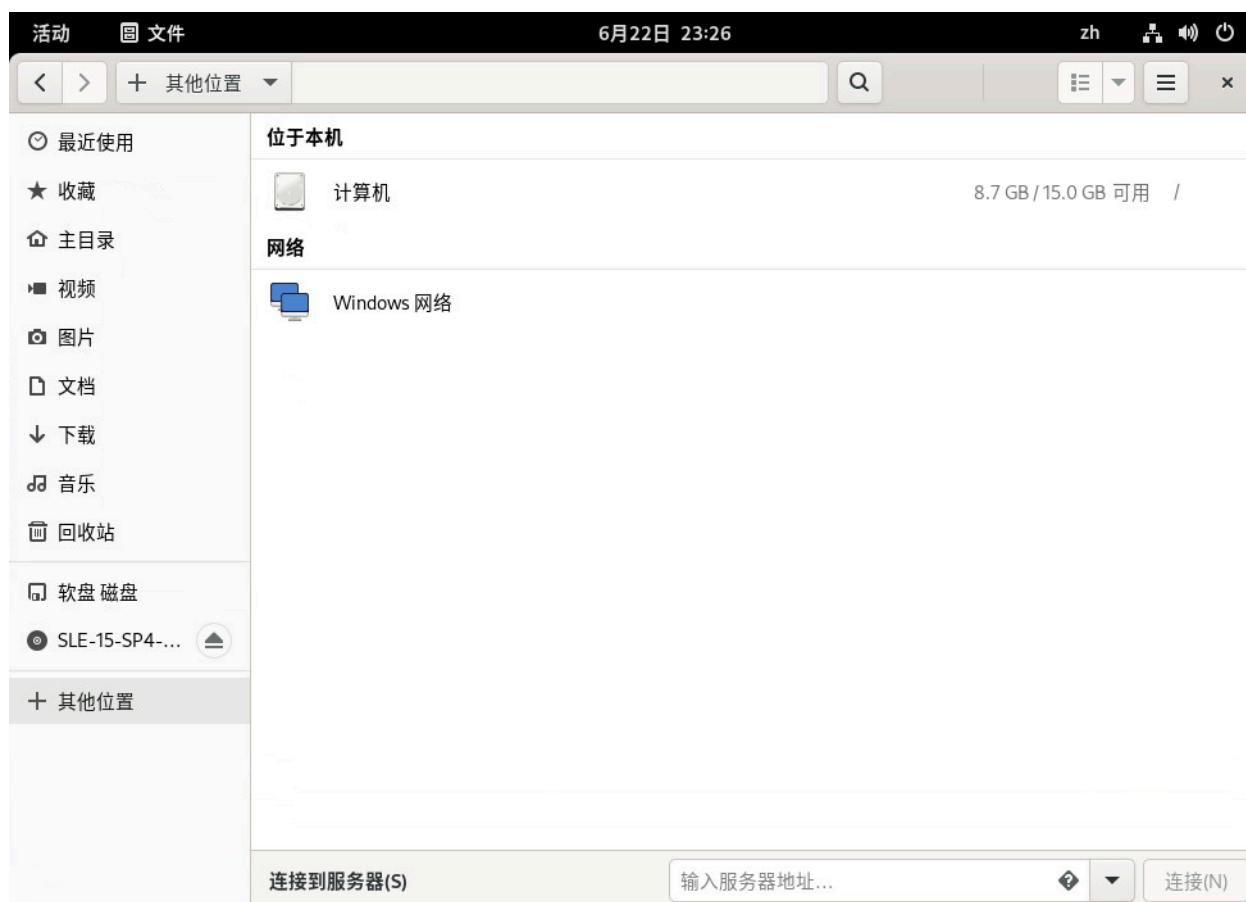 活动 文件 6月22日 23:26 zh
其他位置
最近使用
收藏
主目录
视频
图片
文档
下载
音乐
回收站
软盘 磁盘
SLE-15-SP4-...
其他位置
位于本机
计算机 8.7 GB / 15.0 GB 可用 /
网络
Windows 网络
连接到服务器(S) 输入服务器地址... 连接(N)